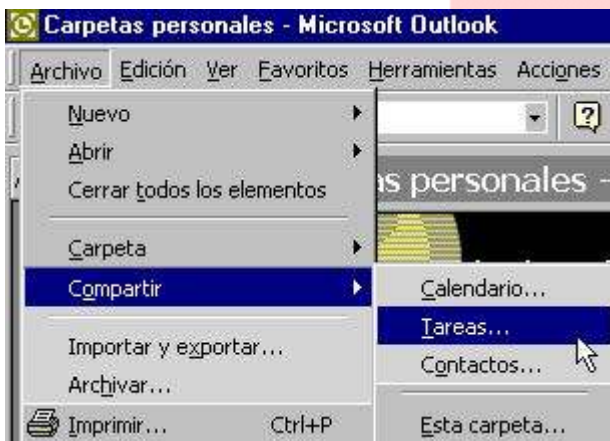 Carpetas personales - Microsoft Outlook
Archivo Edición Ver Favoritos Herramientas Acciones
Nuevo
Abrir
Cerrar todos los elementos
as personales -
Carpeta
Compartir
Calendario...
Tareas...
Importar y exportar...
Contactos...
Archivar...
Imprimir... Ctrl+P
Esta carpeta...